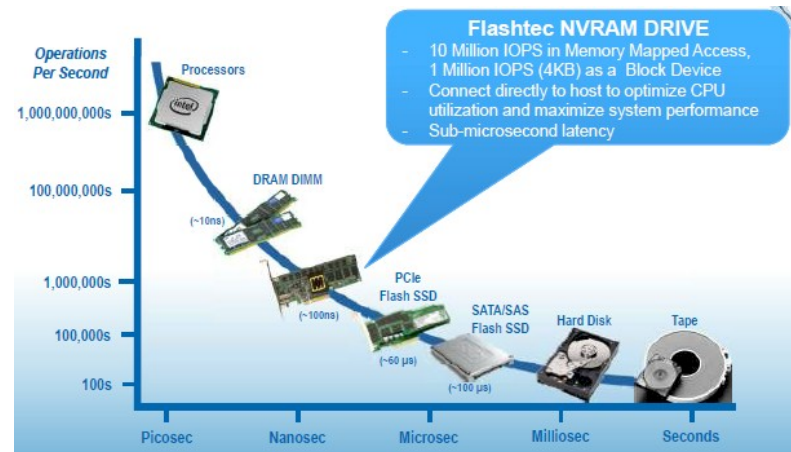 Flashtec NVRAM DRIVE
- 10 Million IOPS in Memory Mapped Access,
1 Million IOPS (4KB) as a Block Device
- Connect directly to host to optimize CPU
utilization and maximize system performance
- Sub-microsecond latency
Operations
Per Second
1,000,000,000s
100,000,000s
1,000,000s
100,000s
100s
Processors
intel
DRAM DIMM
(~10ns)
(~100ns)
PCIe
Flash SSD
(~60 µs)
SATA/SAS
Flash SSD
(~100 µs)
Hard Disk
Tape
Picosec
Nanosec
Microsec
Milliosec
Seconds